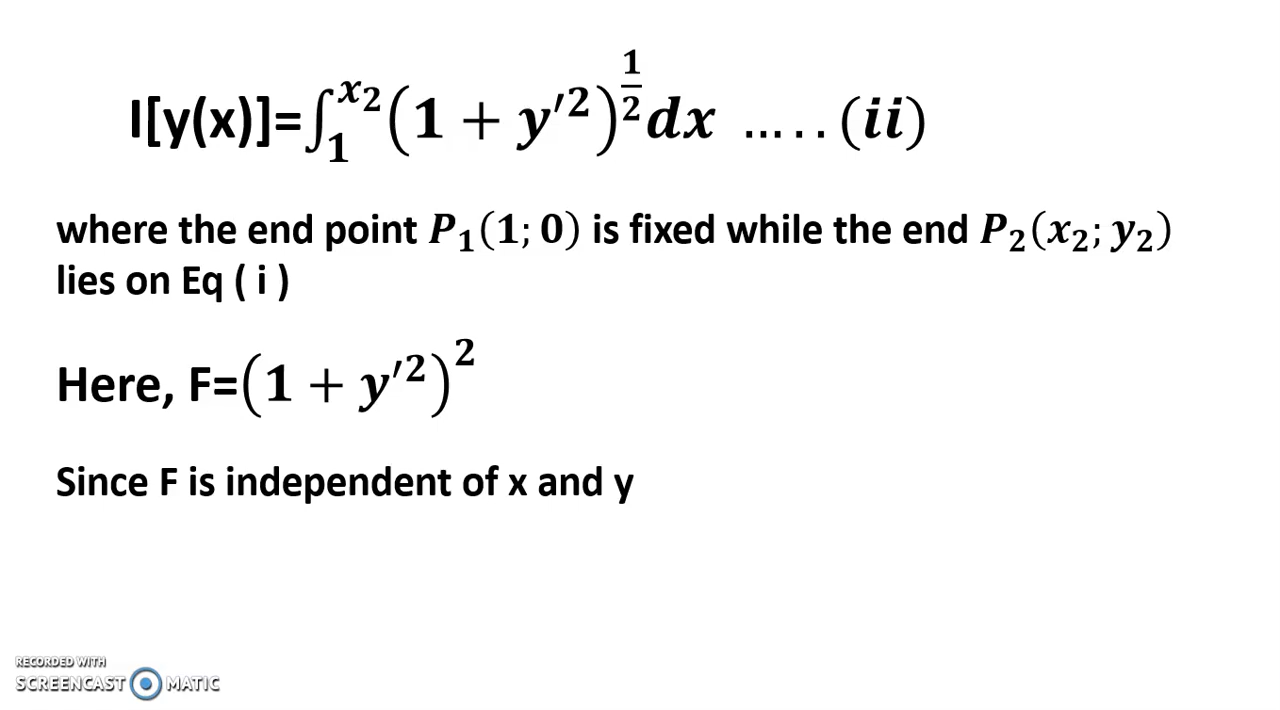 I[y(x)]=∫₁^{x₂}(1 + y′²)^{1/2}dx ….. (ii)
where the end point P₁(1; 0) is fixed while the end P₂(x₂; y₂)
lies on Eq ( i )
Here, F=(1 + y′²)²
Since F is independent of x and y
RECORDED WITH
SCREENCAST MATIC